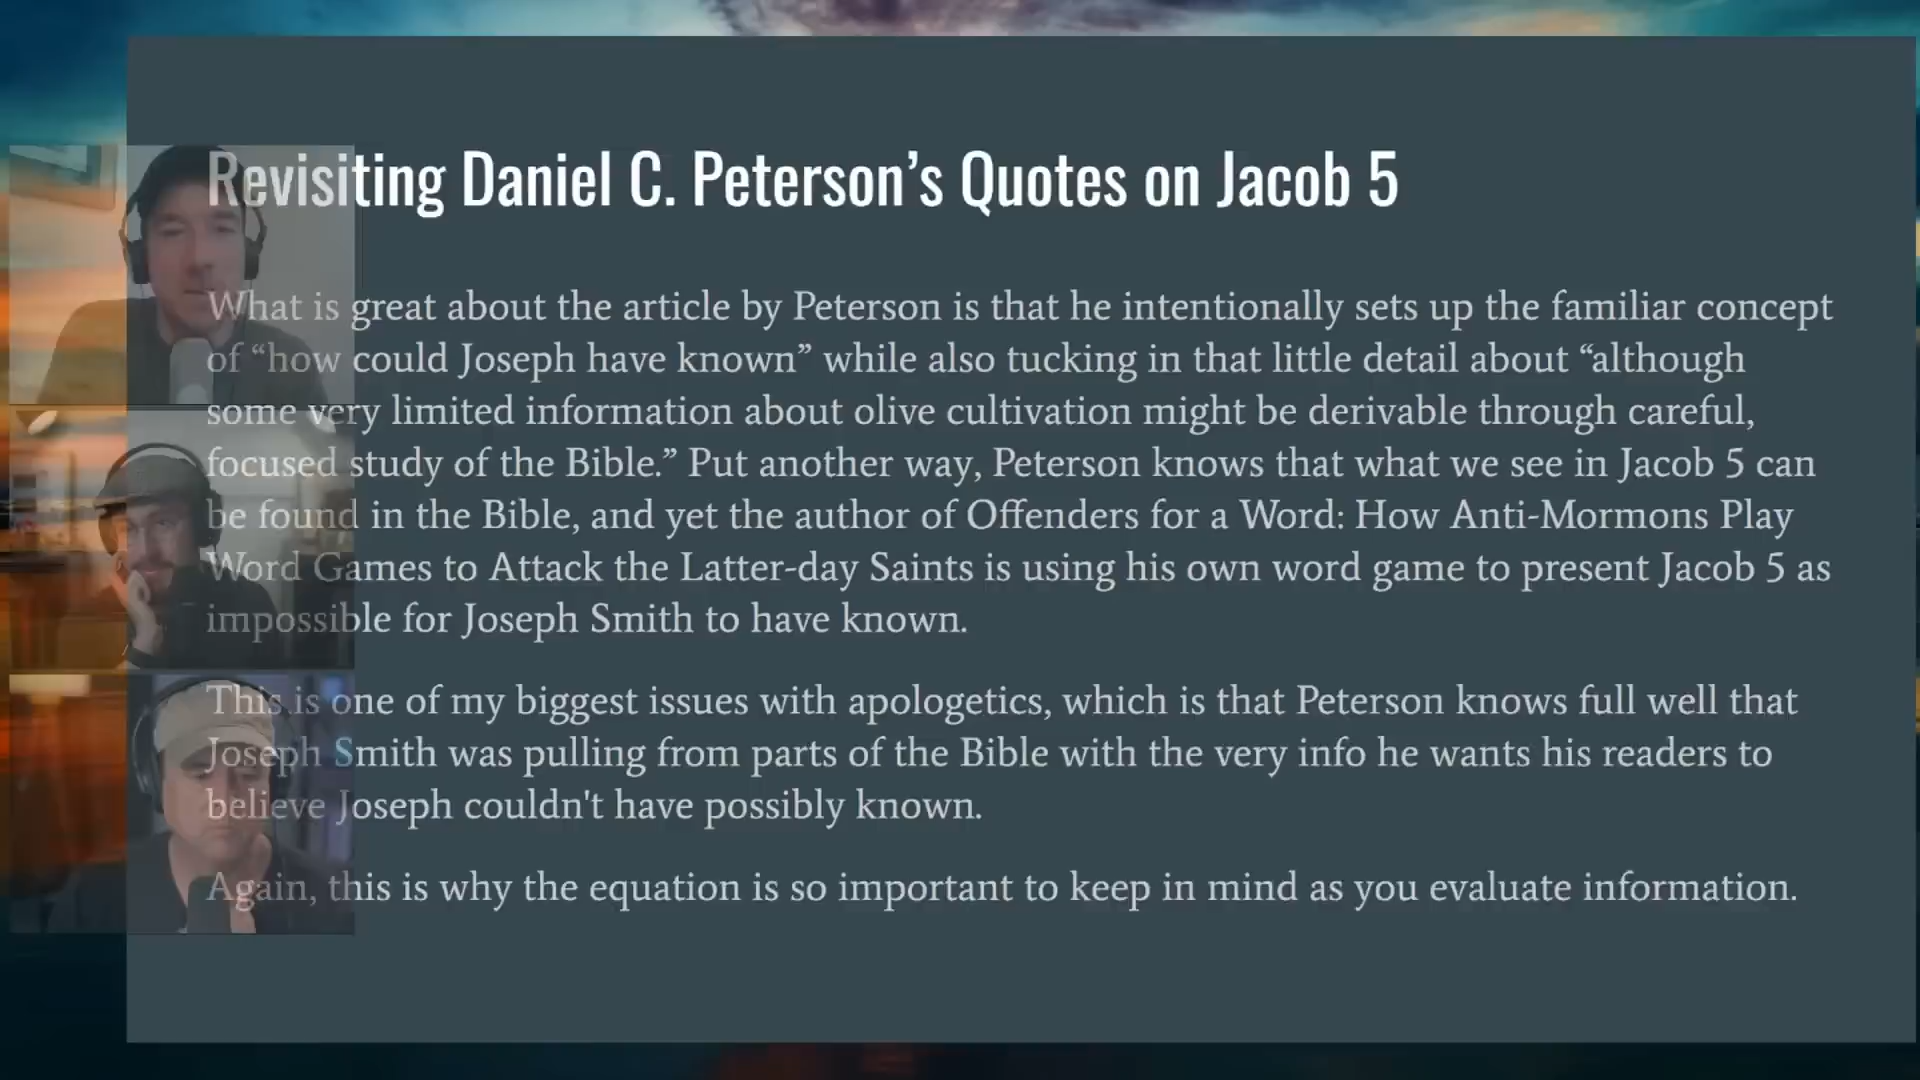 Revisiting Daniel C. Peterson’s Quotes on Jacob 5
What is great about the article by Peterson is that he intentionally sets up the familiar concept
of “how could Joseph have known” while also tucking in that little detail about “although
some very limited information about olive cultivation might be derivable through careful,
focused study of the Bible.” Put another way, Peterson knows that what we see in Jacob 5 can
be found in the Bible, and yet the author of Offenders for a Word: How Anti-Mormons Play
Word Games to Attack the Latter-day Saints is using his own word game to present Jacob 5 as
impossible for Joseph Smith to have known.
This is one of my biggest issues with apologetics, which is that Peterson knows full well that
Joseph Smith was pulling from parts of the Bible with the very info he wants his readers to
believe Joseph couldn't have possibly known.
Again, this is why the equation is so important to keep in mind as you evaluate information.